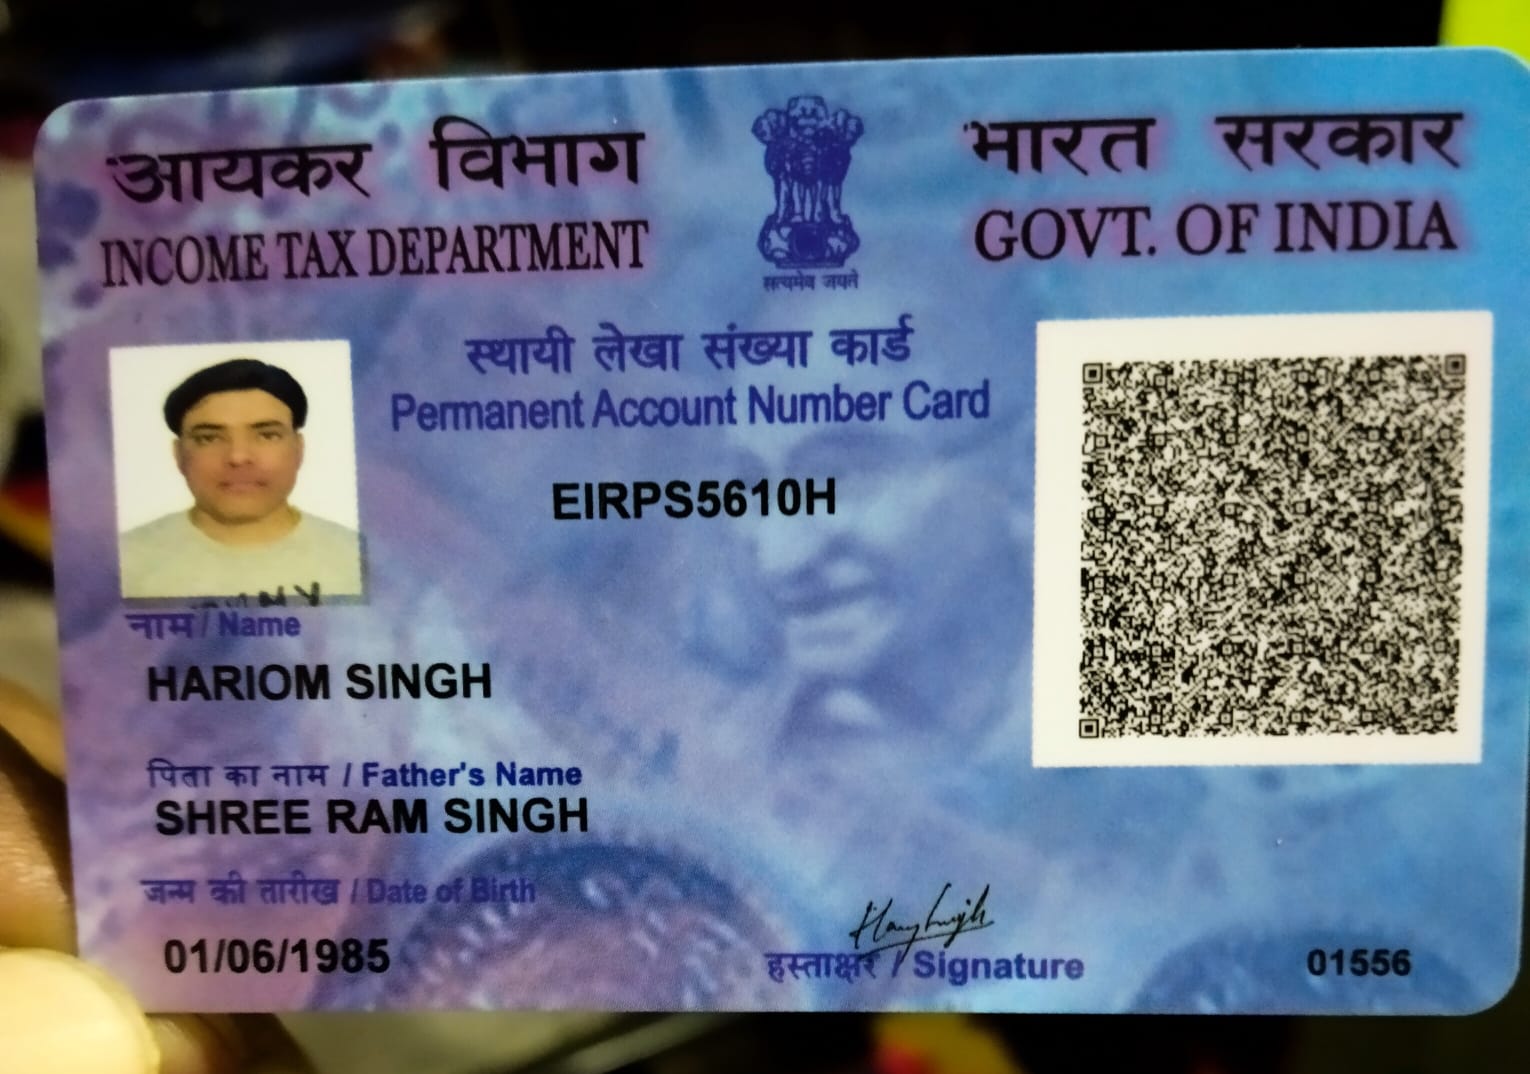 आयकर विभाग
INCOME TAX DEPARTMENT
भारत सरकार
GOVT. OF INDIA
सत्यमेव जयते
स्थायी लेखा संख्या कार्ड
Permanent Account Number Card
EIRPS5610H
नाम / Name
HARIOM SINGH
पिता का नाम / Father's Name
SHREE RAM SINGH
जन्म की तारीख / Date of Birth
01/06/1985
हस्ताक्षर / Signature
01556